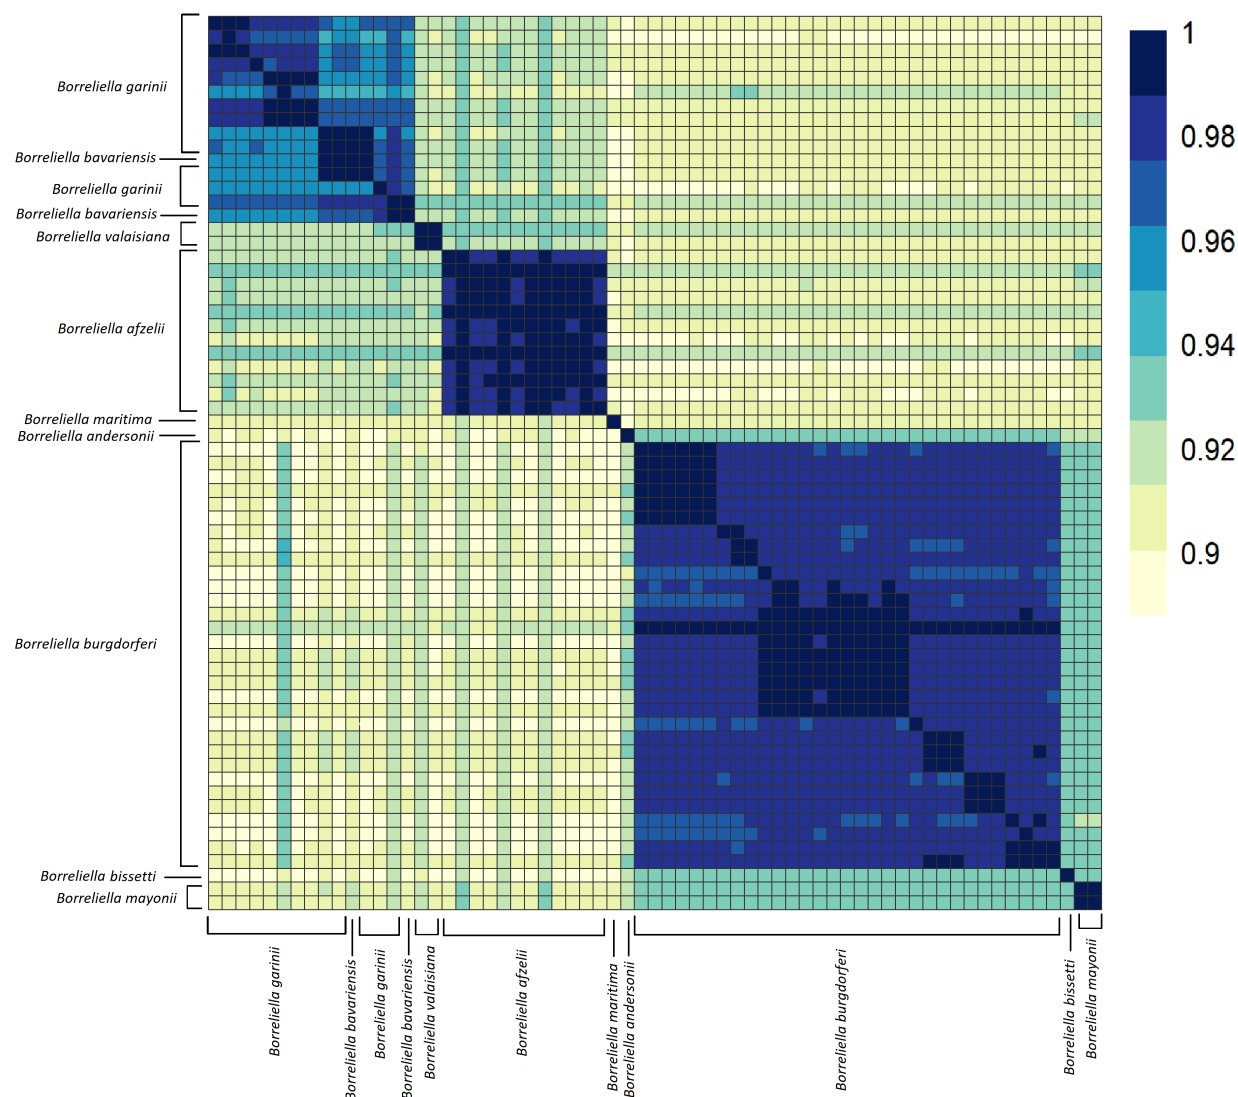 Borreliella garinii
Borreliella bavariensis
Borreliella garinii
Borreliella bavariensis
Borreliella valaisiana
Borreliella afzelii
Borreliella maritima
Borreliella andersonii
Borreliella burgdorferi
Borreliella bissetti
Borreliella mayonii
1
0.98
0.96
0.94
0.92
0.9
Borreliella garinii
Borreliella bavariensis
Borreliella garinii
Borreliella bavariensis
Borreliella valaisiana
Borreliella afzelii
Borreliella maritima
Borreliella andersonii
Borreliella burgdorferi
Borreliella bissetti
Borreliella mayonii